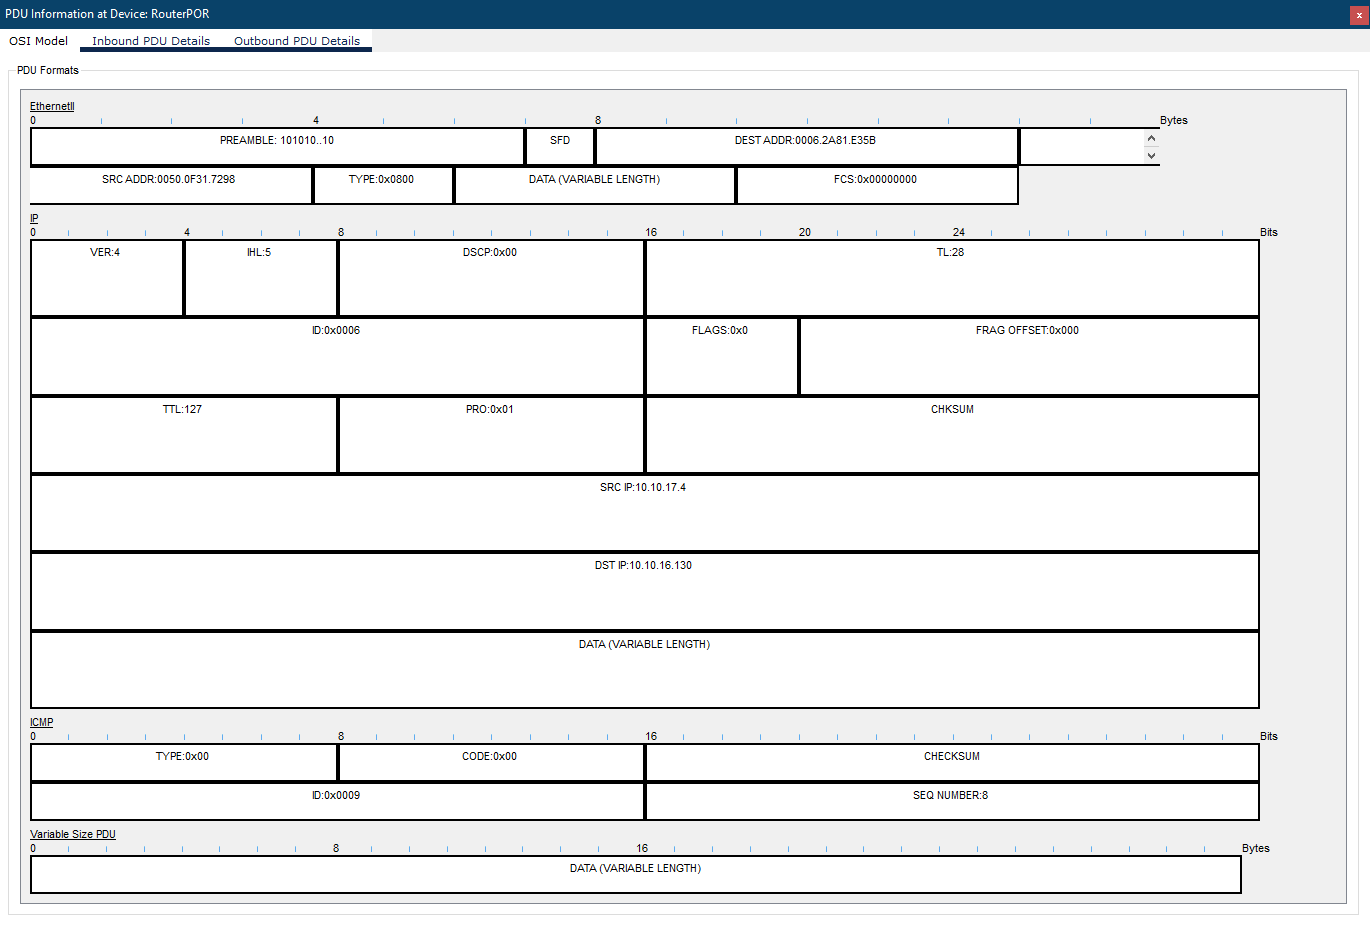 PDU Information at Device: RouterPOR
x
OSI Model Inbound PDU Details Outbound PDU Details
PDU Formats
EthernetII
0 4 8 Bytes
PREAMBLE: 101010..10 SFD DEST ADDR:0006.2A81.E35B
SRC ADDR:0050.0F31.7298 TYPE:0x0800 DATA (VARIABLE LENGTH) FCS:0x00000000
IP
0 4 8 16 20 24 Bits
VER:4 IHL:5 DSCP:0x00 TL:28
ID:0x0006 FLAGS:0x0 FRAG OFFSET:0x000
TTL:127 PRO:0x01 CHKSUM
SRC IP:10.10.17.4
DST IP:10.10.16.130
DATA (VARIABLE LENGTH)
ICMP
0 8 16 Bits
TYPE:0x00 CODE:0x00 CHECKSUM
ID:0x0009 SEQ NUMBER:8
Variable Size PDU
0 8 16 Bytes
DATA (VARIABLE LENGTH)